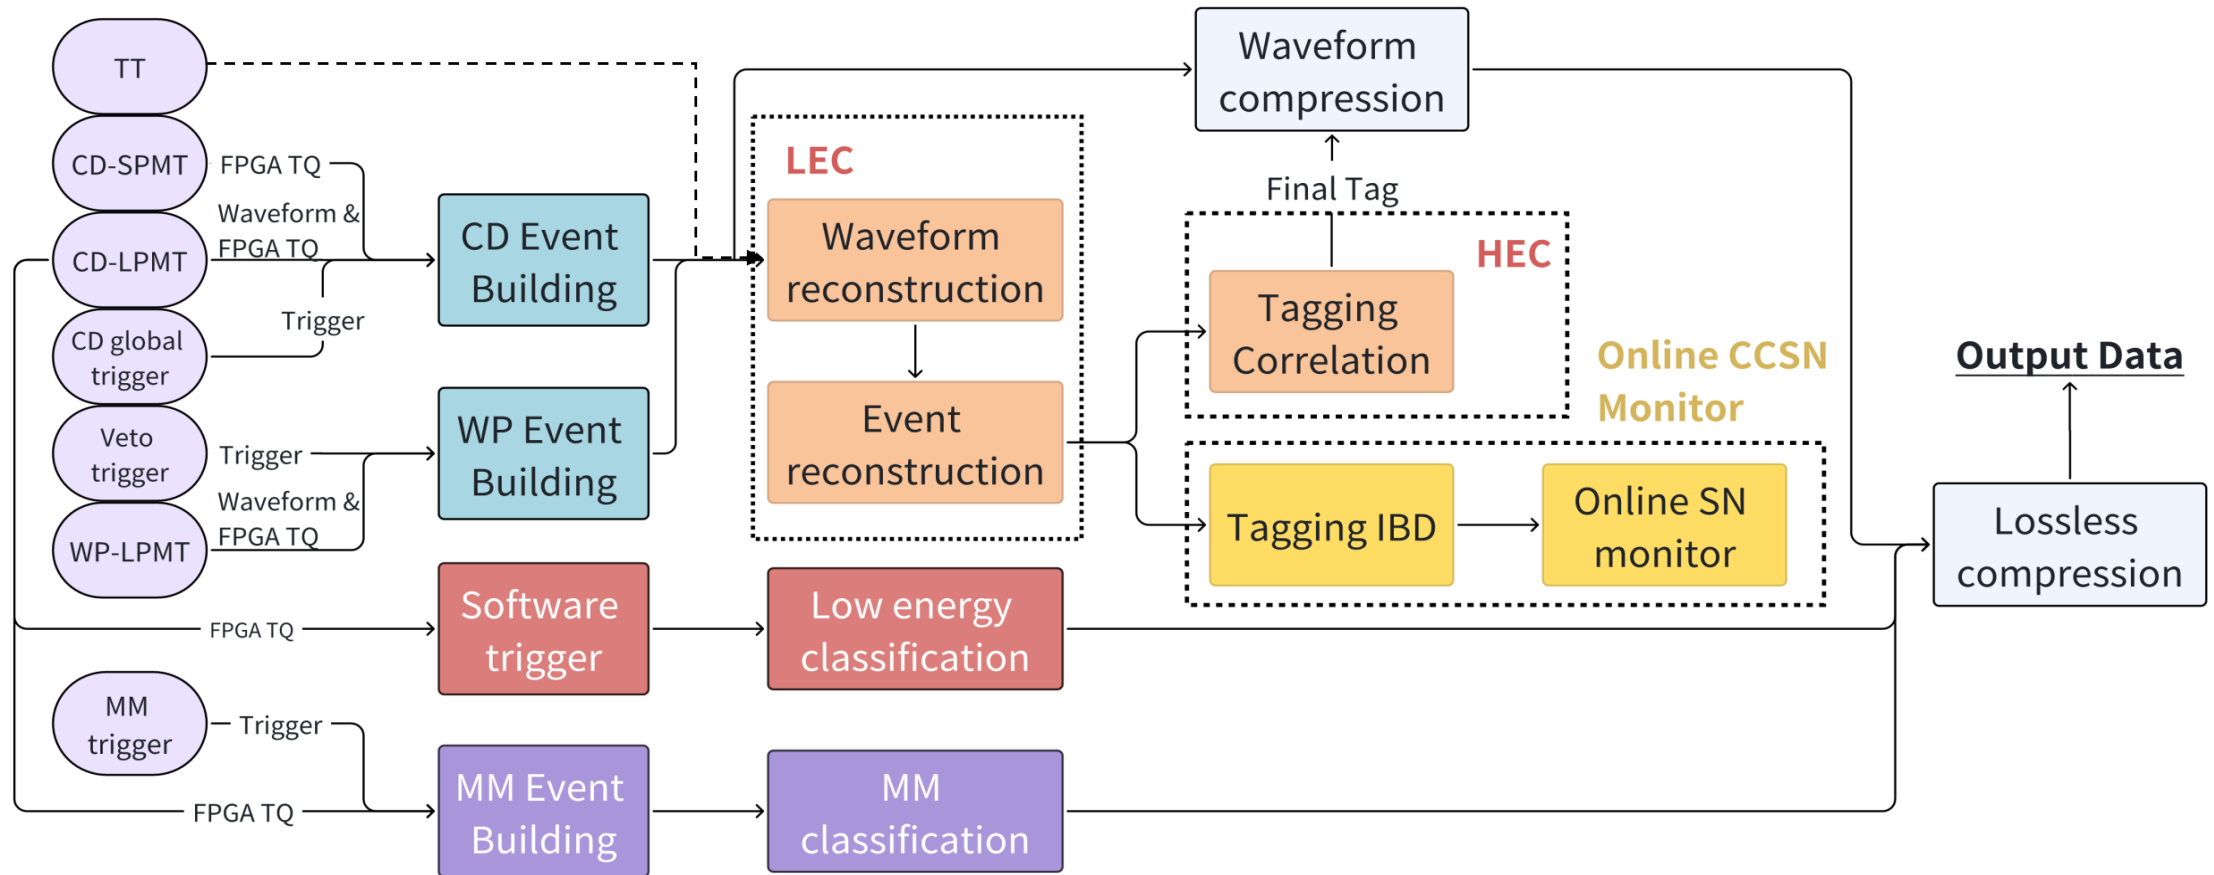 TT
CD-SPMT
FPGA TQ
Waveform &
FPGA TQ
CD-LPMT
CD global
trigger
Trigger
Veto
trigger
Trigger
Waveform &
FPGA TQ
WP-LPMT
FPGA TQ
MM
trigger
Trigger
FPGA TQ
CD Event
Building
WP Event
Building
Software
trigger
MM Event
Building
LEC
Waveform
reconstruction
Event
reconstruction
Low energy
classification
MM
classification
Waveform
compression
Final Tag
HEC
Tagging
Correlation
Online CCSN
Monitor
Tagging IBD
Online SN
monitor
Output Data
Lossless
compression